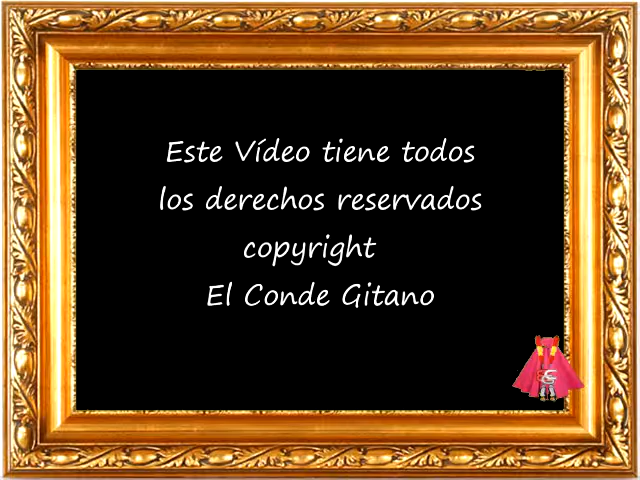 Este Vídeo tiene todos
los derechos reservados
copyright
El Conde Gitano